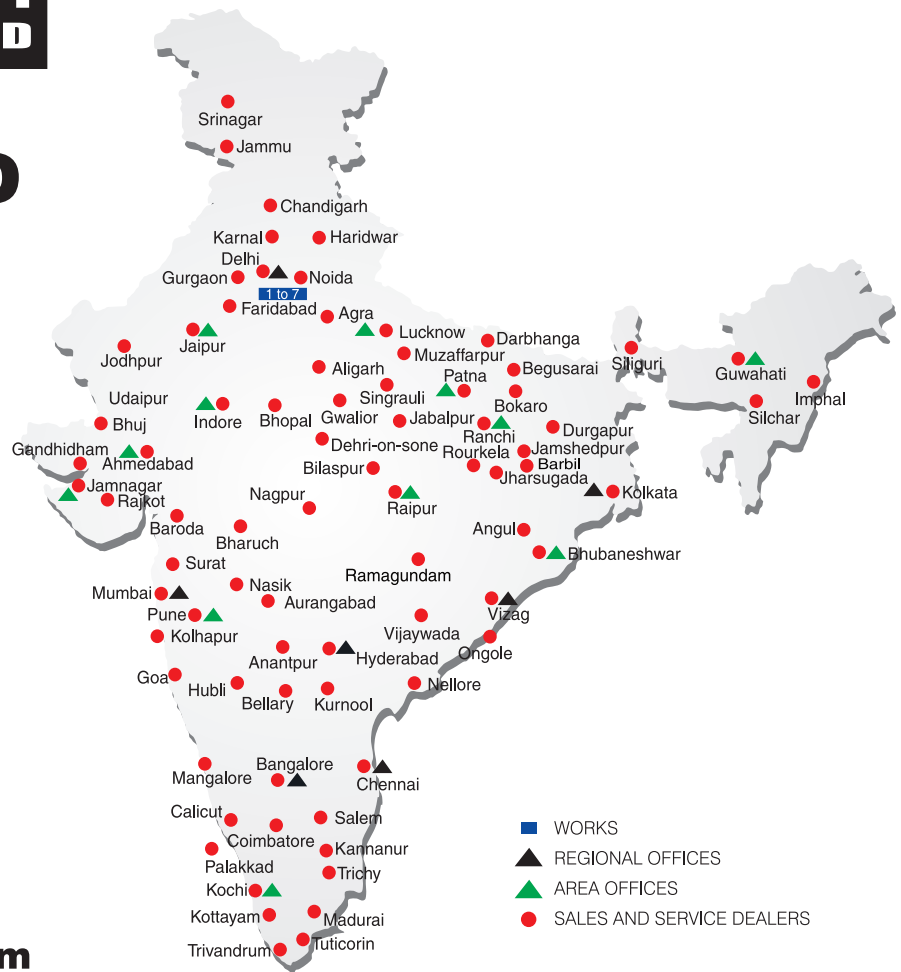 D
Srinagar
Jammu
Chandigarh
Karnal
Haridwar
Delhi
Gurgaon
Noida
1 to 7
Faridabad
Agra
Jaipur
Lucknow
Darbhanga
Jodhpur
Muzaffarpur
Siliguri
Aligarh
Patna
Begusarai
Guwahati
Udaipur
Singrauli
Bokaro
Imphal
Indore
Bhopal
Gwalior
Jabalpur
Silchar
Bhuj
Ranchi
Durgapur
Gandhidham
Ahmedabad
Dehri-on-sone
Rourkela
Jamshedpur
Bilaspur
Barbil
Jharsugada
Jamnagar
Rajkot
Nagpur
Raipur
Kolkata
Baroda
Bharuch
Angul
Bhubaneshwar
Surat
Ramagundam
Mumbai
Nasik
Aurangabad
Pune
Vizag
Kolhapur
Vijaywada
Anantpur
Hyderabad
Ongole
Goa
Hubli
Bellary
Kurnool
Nellore
Mangalore
Bangalore
Chennai
Calicut
Salem
Coimbatore
Kannanur
Palakkad
Trichy
Kochi
Kottayam
Madurai
Trivandrum
Tuticorin
WORKS
REGIONAL OFFICES
AREA OFFICES
SALES AND SERVICE DEALERS
m